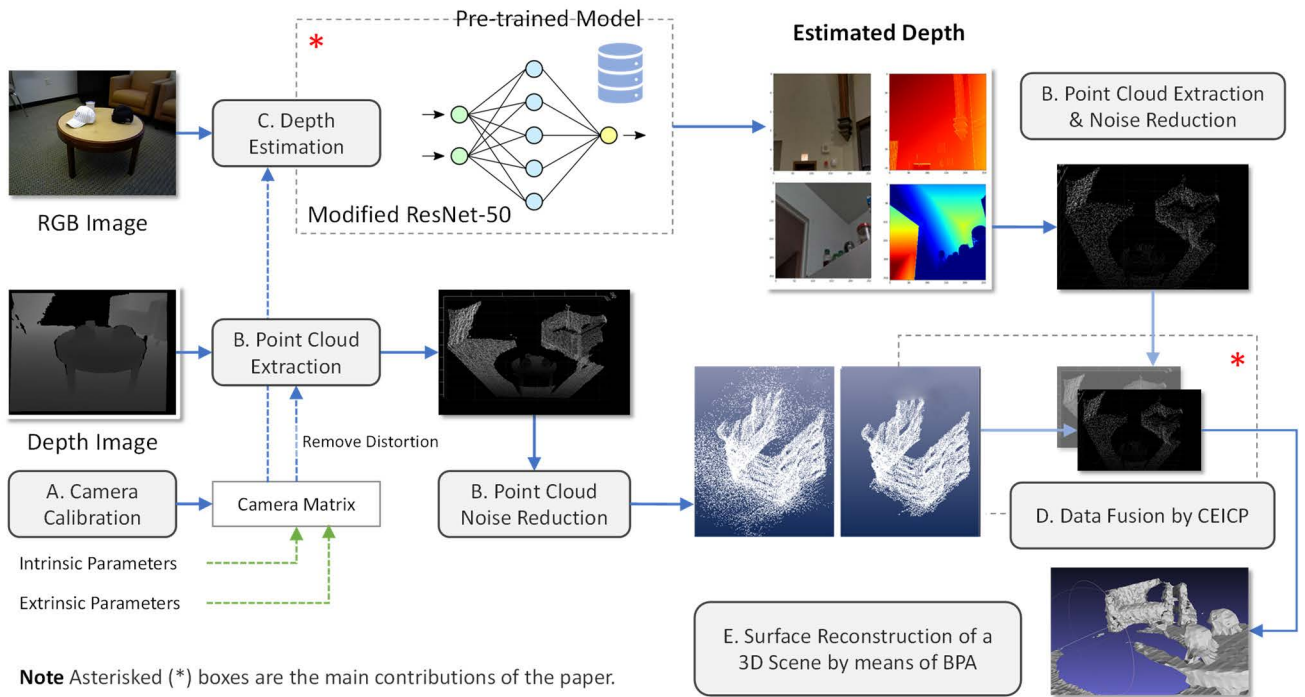 Pre-trained Model
*
Estimated Depth
C. Depth
Estimation
B. Point Cloud Extraction
& Noise Reduction
Modified ResNet-50
RGB Image
B. Point Cloud
Extraction
*
Depth Image
Remove Distortion
A. Camera
Calibration
Camera Matrix
B. Point Cloud
Noise Reduction
D. Data Fusion by CEICP
Intrinsic Parameters
Extrinsic Parameters
E. Surface Reconstruction of a
3D Scene by means of BPA
Note Asterisked (*) boxes are the main contributions of the paper.